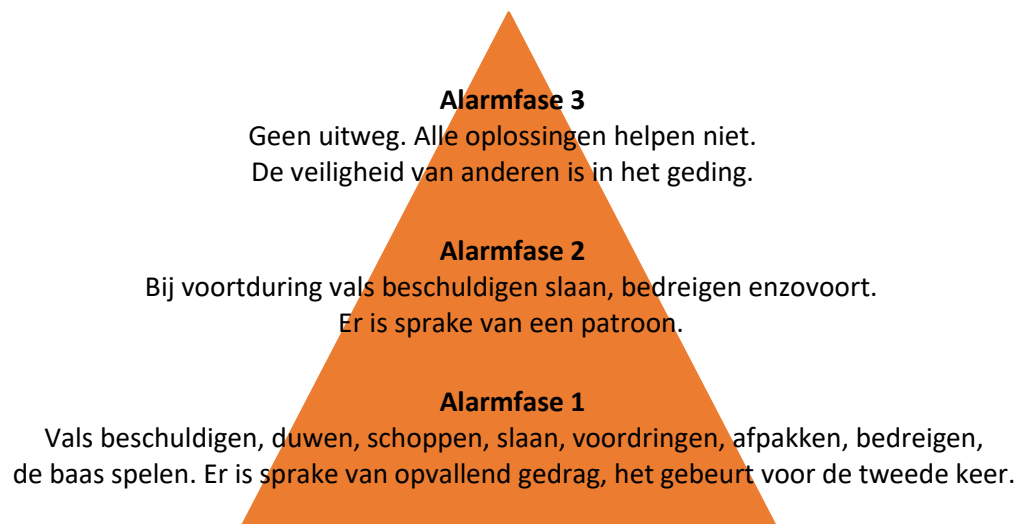 Alarmfase 3
Geen uitweg. Alle oplossingen helpen niet.
De veiligheid van anderen is in het geding.
Alarmfase 2
Bij voortduring vals beschuldigen slaan, bedreigen enzovoort.
Er is sprake van een patroon.
Alarmfase 1
Vals beschuldigen, duwen, schoppen, slaan, voordringen, afpakken, bedreigen,
de baas spelen. Er is sprake van opvallend gedrag, het gebeurt voor de tweede keer.